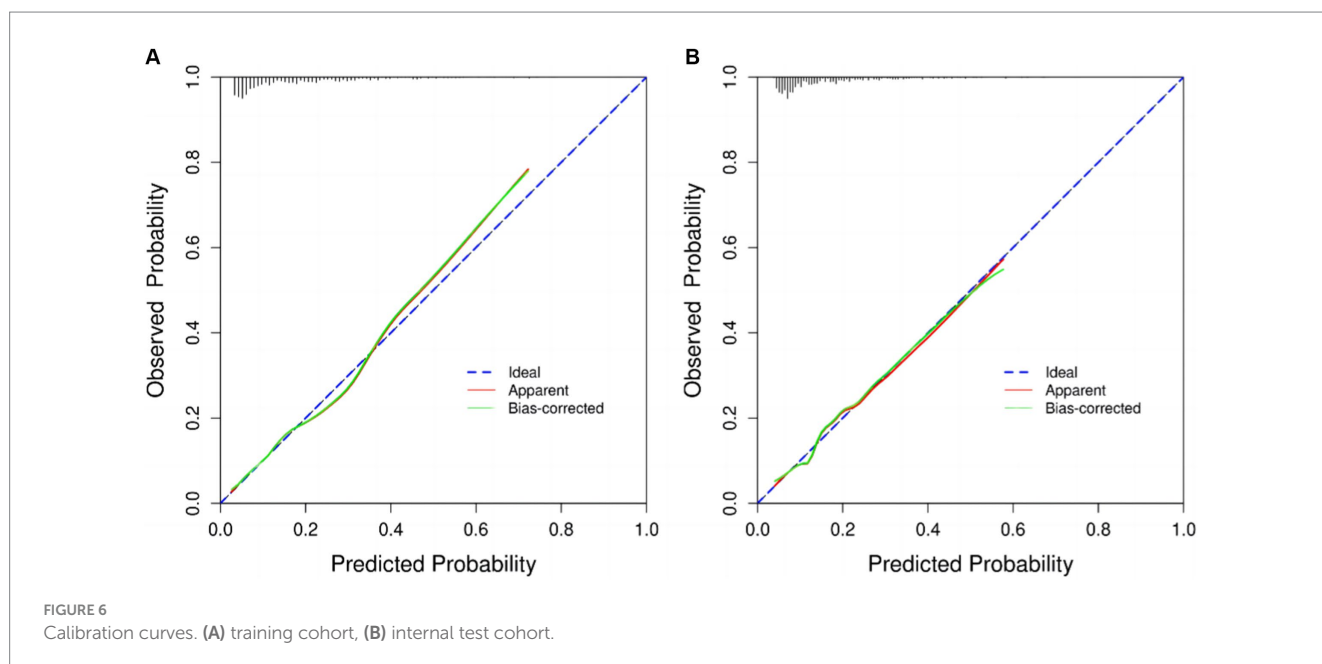 A
Observed Probability
1.0
0.8
0.6
0.4
0.2
0.0
Ideal
Apparent
Bias-corrected
0.0 0.2 0.4 0.6 0.8 1.0
Predicted Probability
B
Observed Probability
1.0
0.8
0.6
0.4
0.2
0.0
Ideal
Apparent
Bias-corrected
0.0 0.2 0.4 0.6 0.8 1.0
Predicted Probability
FIGURE 6
Calibration curves. (A) training cohort, (B) internal test cohort.